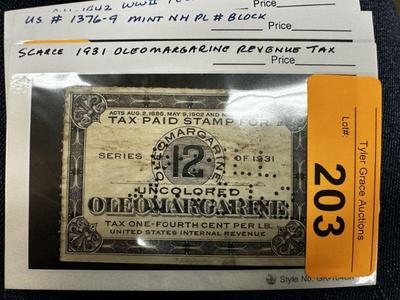 US # 1376-9 MINT NH PL # BLOCK
Price
SCARCE 1931 OLEOMARGARINE REVENUE TAX
Price
ACTS AUG. 2, 1886, MAY 9, 1902 AND
TAX PAID STAMP FOR
OLEOMARGARINE
SERIES 12 OF 1931
UNCOLORED
OLEOMARGARINE
TAX ONE-FOURTH CENT PER LB.
UNITED STATES INTERNAL REVENUE
Lot#:
203
Tyler Grace Auctions
Style No.